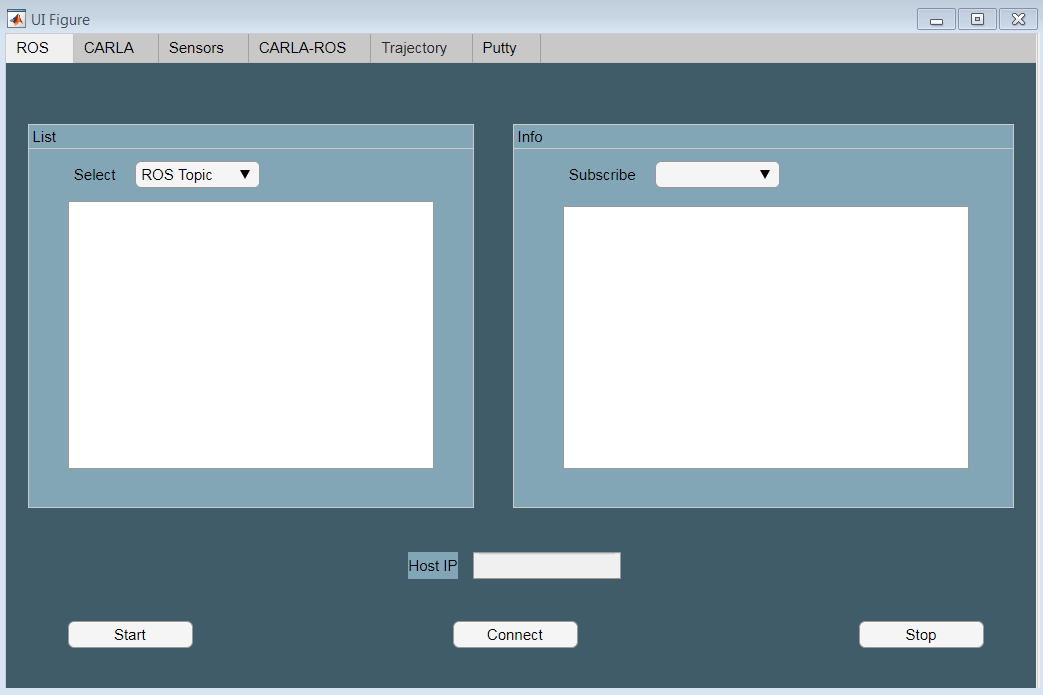 UI Figure
ROS CARLA Sensors CARLA-ROS Trajectory Putty
List
Select ROS Topic
Info
Subscribe
Host IP
Start Connect Stop